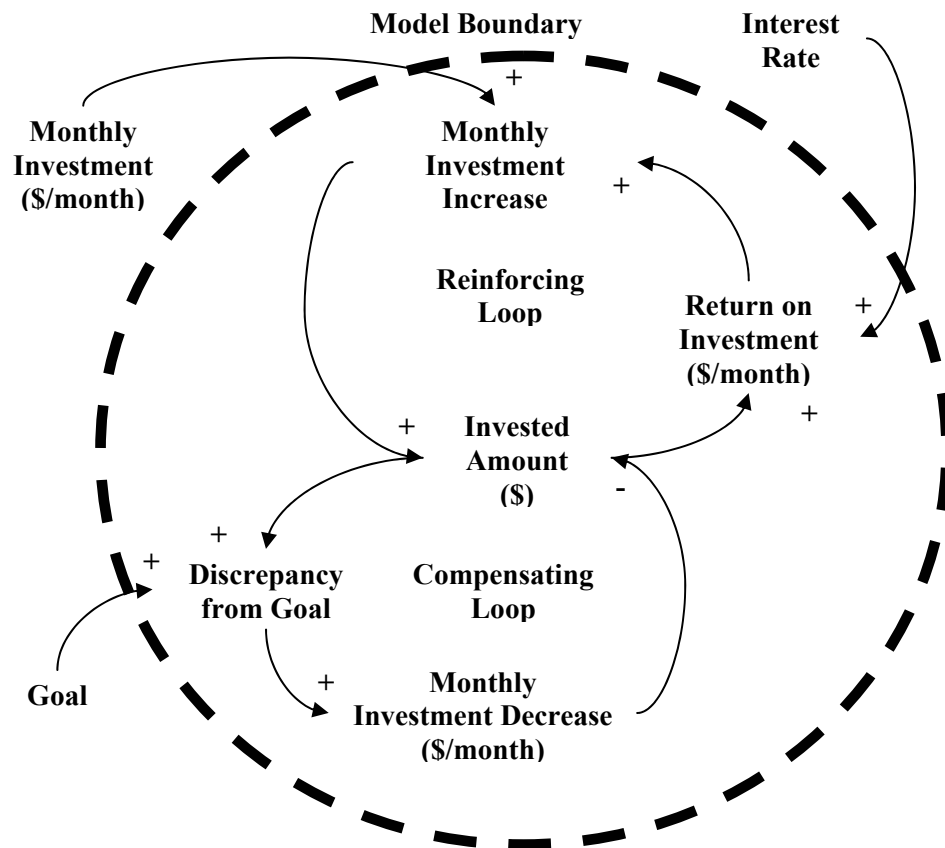 Model Boundary
Interest
Rate
+
Monthly
Investment
($/month)
Monthly
Investment
Increase
+
Reinforcing
Loop
+
Return on
Investment
($/month)
+
+
Invested
Amount
($)
-
+
+
Discrepancy
from Goal
Compensating
Loop
Goal
+
Monthly
Investment Decrease
($/month)